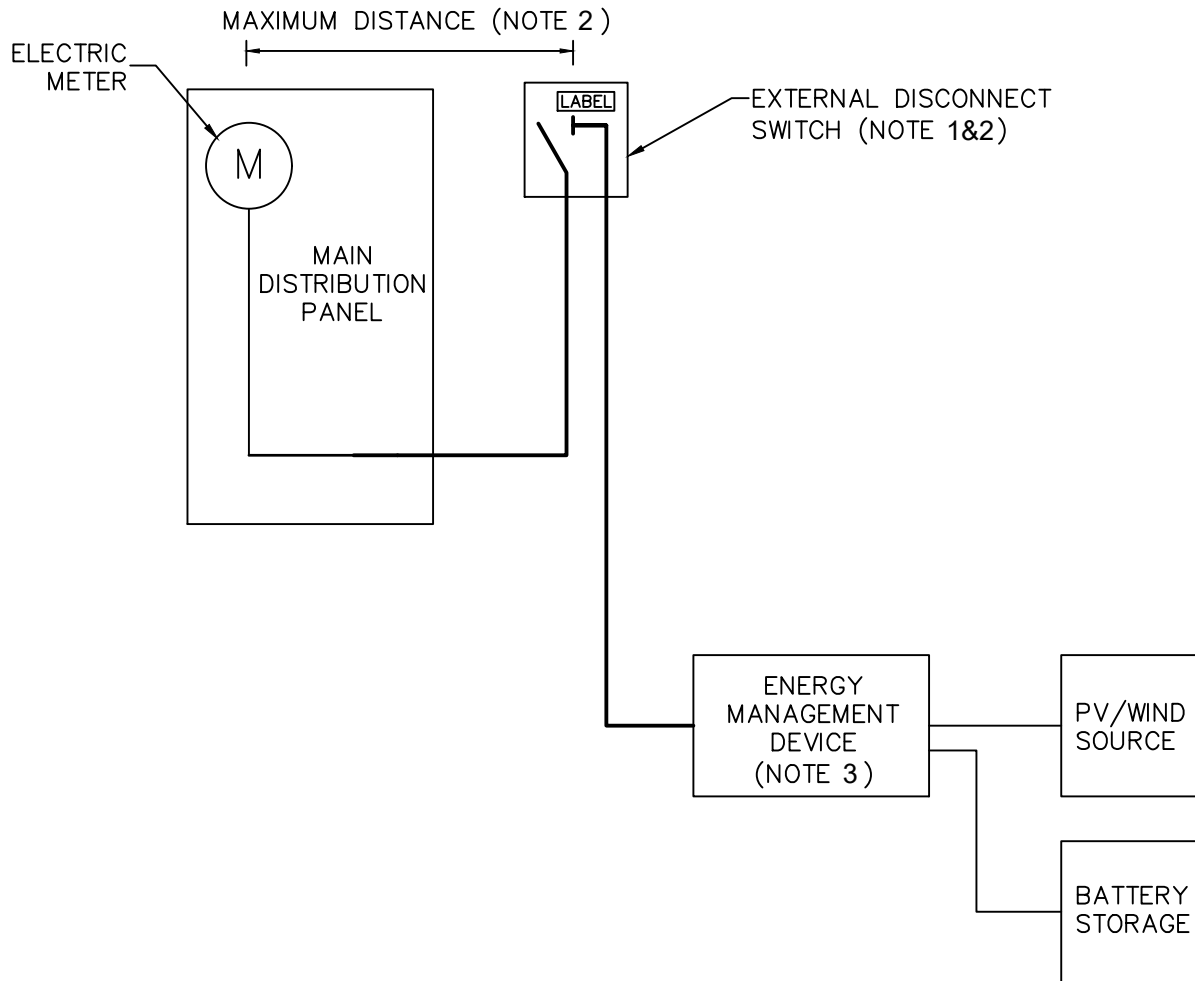 MAXIMUM DISTANCE (NOTE 2)
ELECTRIC
METER
LABEL
EXTERNAL DISCONNECT
SWITCH (NOTE 1&2)
M
MAIN
DISTRIBUTION
PANEL
ENERGY
MANAGEMENT
DEVICE
(NOTE 3)
PV/WIND
SOURCE
BATTERY
STORAGE